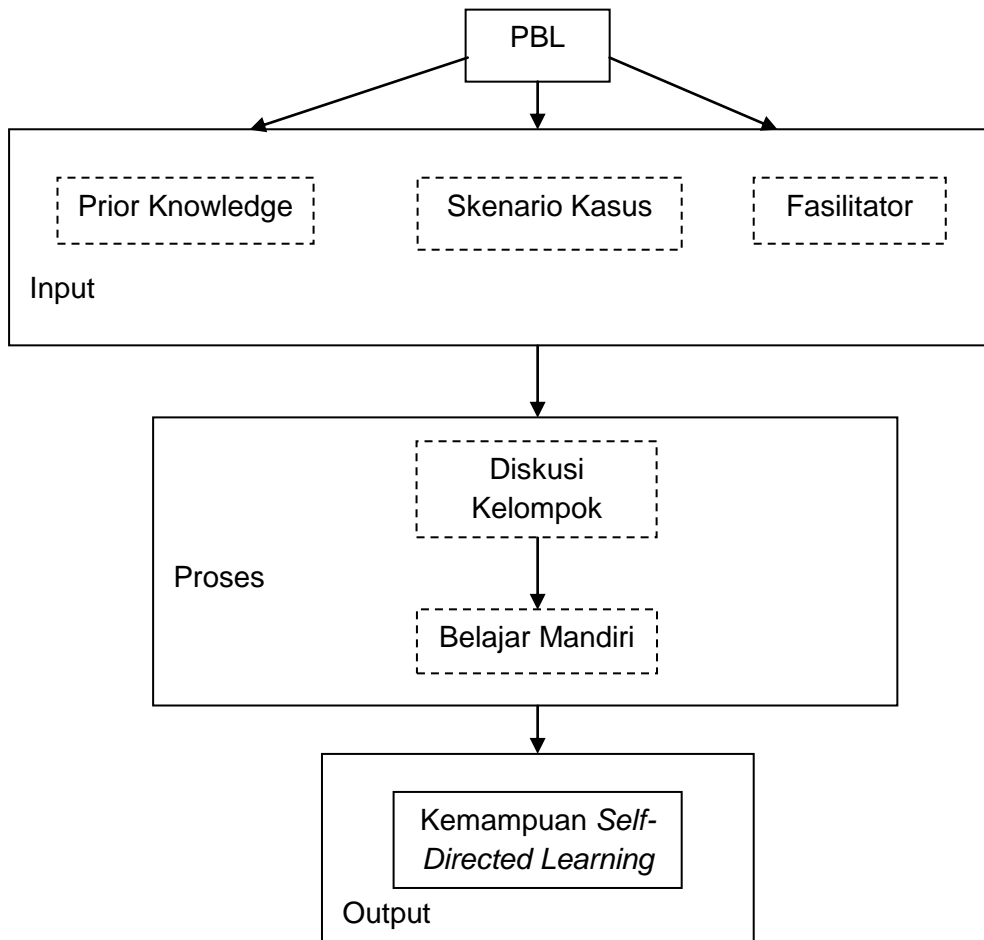 PBL
Prior Knowledge
Skenario Kasus
Fasilitator
Input
Diskusi
Kelompok
Proses
Belajar Mandiri
Kemampuan Self-
Directed Learning
Output